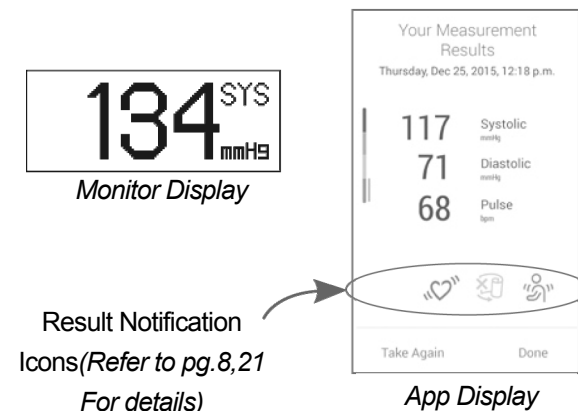 134 SYS
mmHg
Monitor Display
Result Notification
Icons(Refer to pg.8,21
For details)
Your Measurement
Results
Thursday, Dec 25, 2015, 12:18 p.m.
117 Systolic
mmHg
71 Diastolic
mmHg
68 Pulse
bpm
Take Again Done
App Display